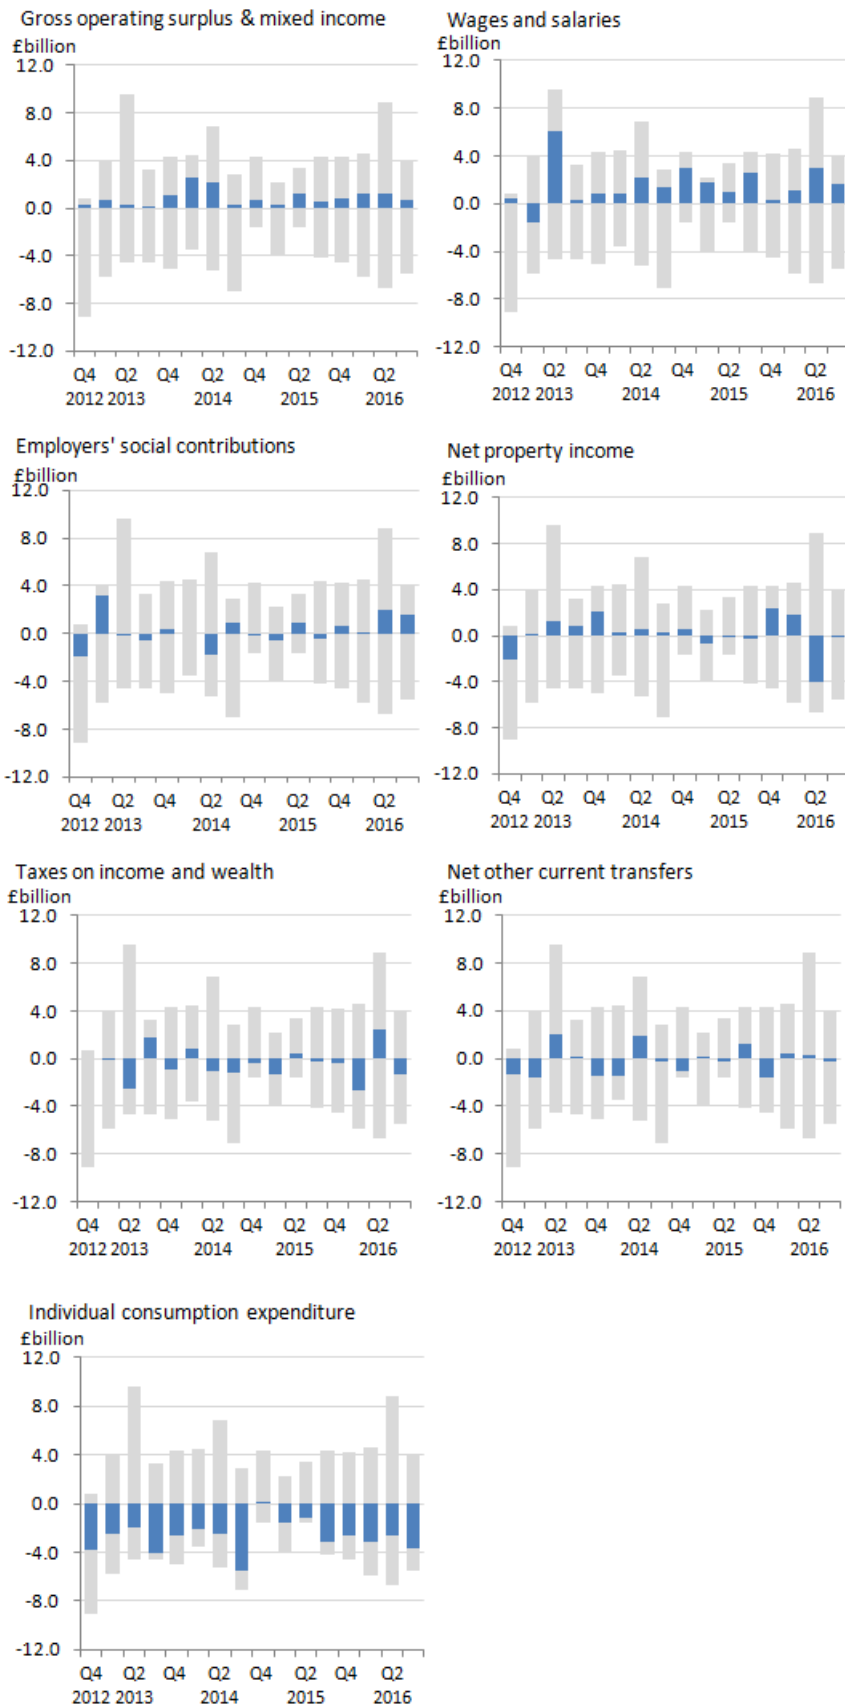 Gross operating surplus & mixed income
£billion
12.0
8.0
4.0
0.0
-4.0
-8.0
-12.0
Q4 Q2 Q4 Q2 Q4 Q2 Q4 Q2
2012 2013 2014 2015 2016
Wages and salaries
£billion
12.0
8.0
4.0
0.0
-4.0
-8.0
-12.0
Q4 Q2 Q4 Q2 Q4 Q2 Q4 Q2
2012 2013 2014 2015 2016
Employers' social contributions
£billion
12.0
8.0
4.0
0.0
-4.0
-8.0
-12.0
Q4 Q2 Q4 Q2 Q4 Q2 Q4 Q2
2012 2013 2014 2015 2016
Net property income
£billion
12.0
8.0
4.0
0.0
-4.0
-8.0
-12.0
Q4 Q2 Q4 Q2 Q4 Q2 Q4 Q2
2012 2013 2014 2015 2016
Taxes on income and wealth
£billion
12.0
8.0
4.0
0.0
-4.0
-8.0
-12.0
Q4 Q2 Q4 Q2 Q4 Q2 Q4 Q2
2012 2013 2014 2015 2016
Net other current transfers
£billion
12.0
8.0
4.0
0.0
-4.0
-8.0
-12.0
Q4 Q2 Q4 Q2 Q4 Q2 Q4 Q2
2012 2013 2014 2015 2016
Individual consumption expenditure
£billion
12.0
8.0
4.0
0.0
-4.0
-8.0
-12.0
Q4 Q2 Q4 Q2 Q4 Q2 Q4 Q2
2012 2013 2014 2015 2016